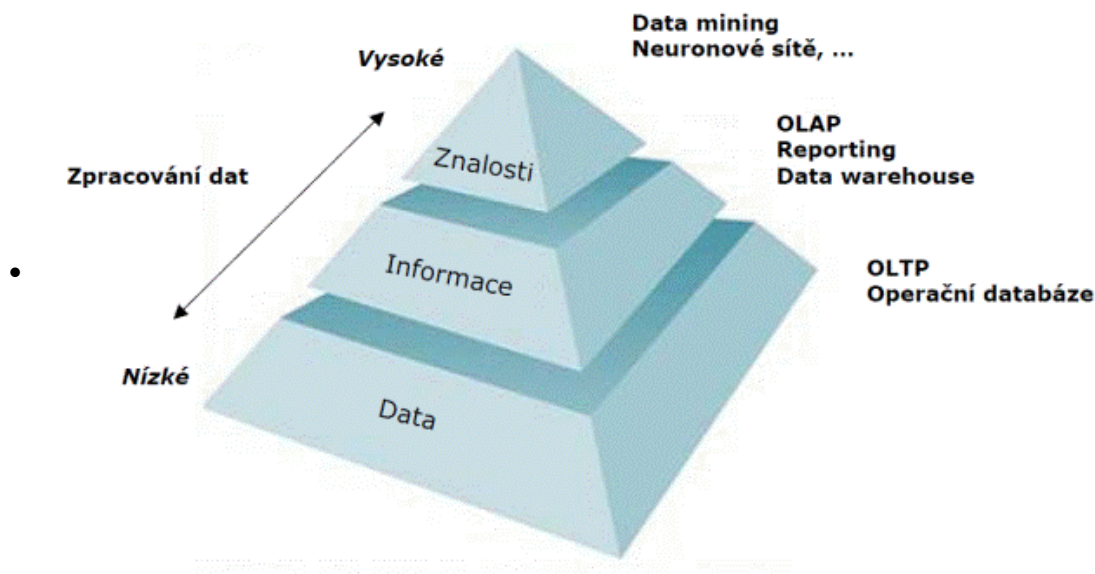 Data mining
Neuronové sítě, ...
Vysoké
OLAP
Reporting
Data warehouse
Znalosti
Zpracování dat
Informace
OLTP
Operační databáze
Nízké
Data